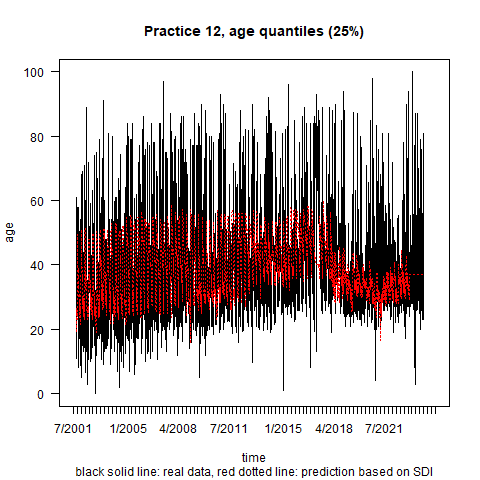 Practice 12, age quantiles (25%)
100
80
60
40
20
0
age
7/2001 1/2005 4/2008 7/2011 1/2015 4/2018 7/2021
time
black solid line: real data, red dotted line: prediction based on SDI